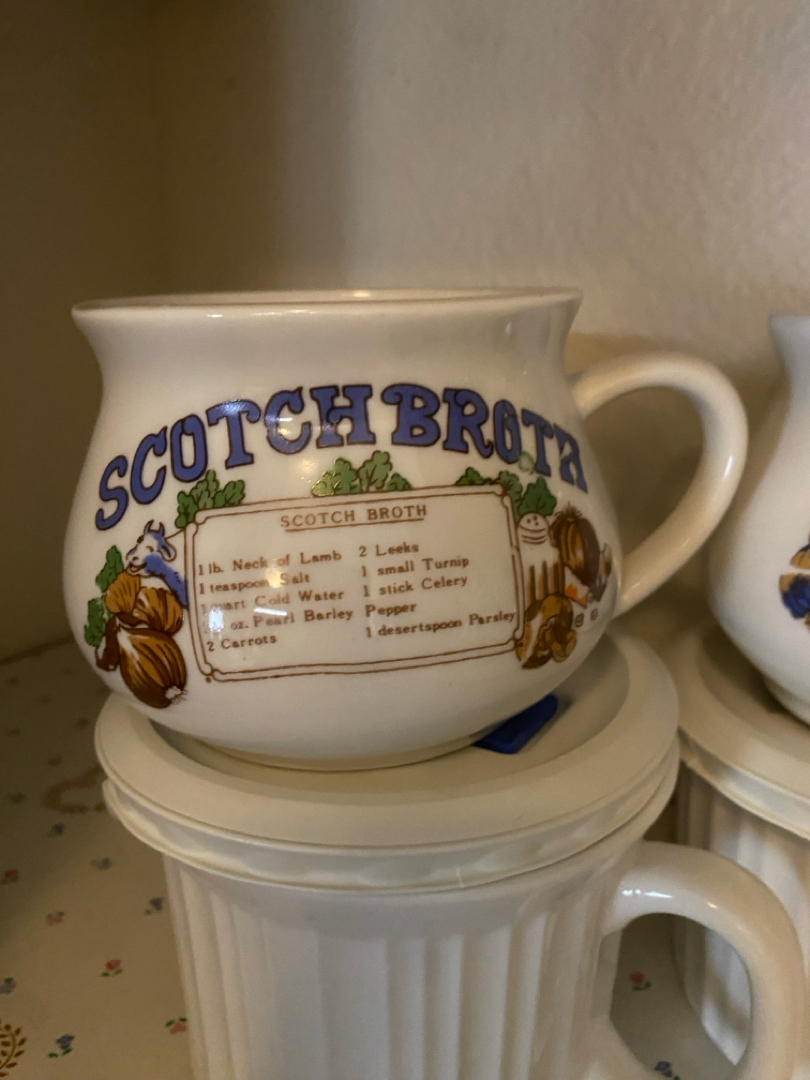 SCOTCH BROTH
SCOTCH BROTH
1 lb. Neck of Lamb
1 teaspoon Salt
Cold Water
oz. Pearl Barley
2 Carrots
2 Leeks
1 small Turnip
1 stick Celery
Pepper
1 desertspoon Parsley